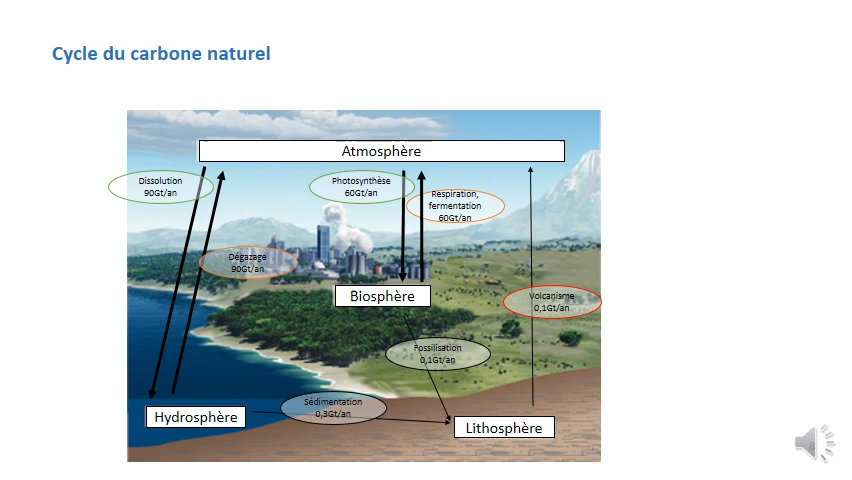 Cycle du carbone naturel
Atmosphère
Dissolution
90Gt/an
Photosynthèse
60Gt/an
Respiration,
fermentation
60Gt/an
Dégazage
90Gt/an
Biosphère
Volcanisme
0,1Gt/an
Fossilisation
0,1Gt/an
Sédimentation
0,3Gt/an
Hydrosphère
Lithosphère